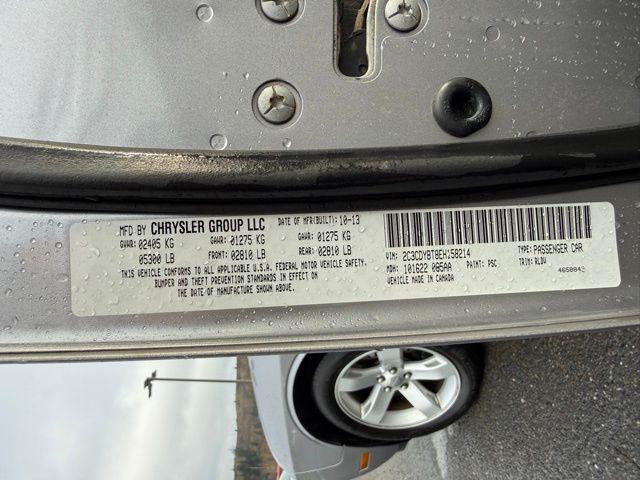 MFD BY CHRYSLER GROUP LLC DATE OF MFR(BUILT): 10-13
GVWR: 02405 KG GAWR: 01275 KG GAWR: 01275 KG
05300 LB FRONT: 02810 LB REAR: 02810 LB
THIS CONFORMS TO ALL APPLICABLE U.S.A. FEDERAL MOTOR VEHICLE SAFETY,
BUMPER AND THEFT PREVENTION STANDARDS IN EFFECT ON
THE DATE OF MANUFACTURE SHOWN ABOVE.
VIN: 2C3CDYBT8EH158214 TYPE: PASSENGER CAR
MDH: 101622 085AA PAINT: PSC TRIM: RLDV
VEHICLE MADE IN CANADA 4658842